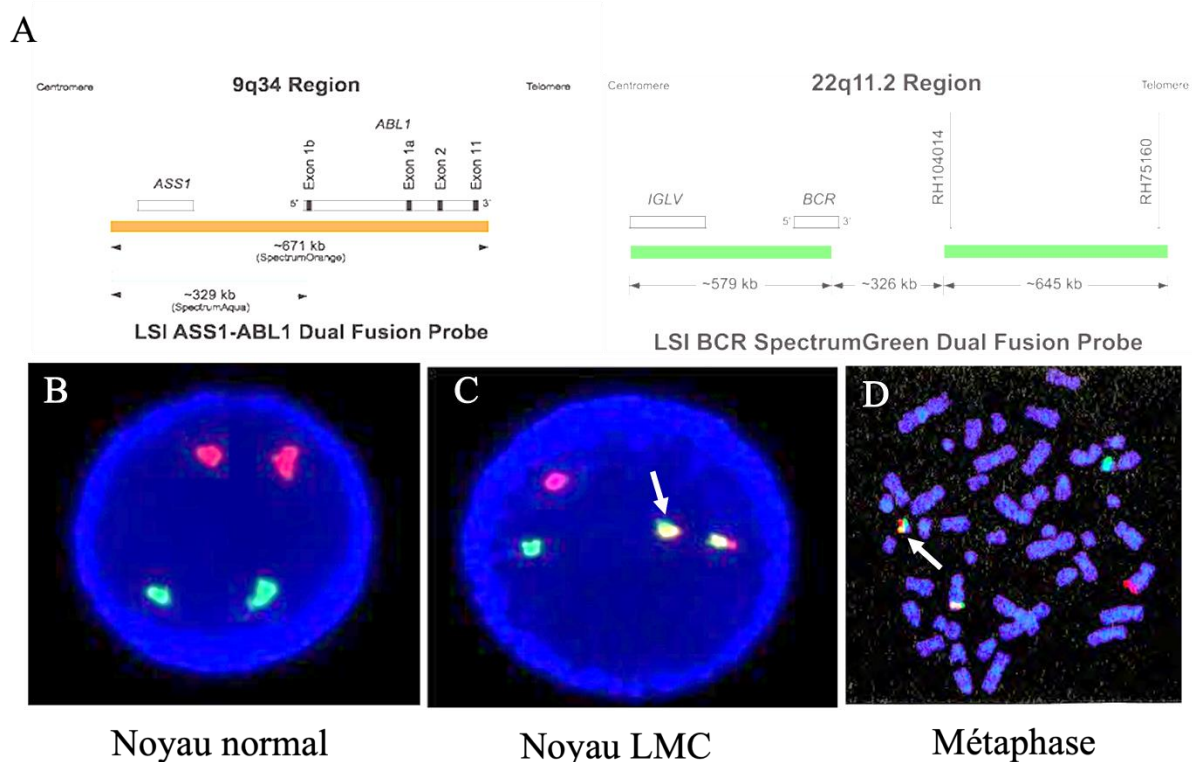 A
9q34 Region
Centromere
Telomere
ABL1
Exon 1b
Exon 1a
Exon 2
Exon 11
ASS1
5'
3'
~671 kb
(SpectrumOrange)
~329 kb
(SpectrumAqua)
LSI ASS1-ABL1 Dual Fusion Probe
22q11.2 Region
Centromere
Telomere
RH104014
RH75160
IGLV
BCR
5'
3'
~579 kb
~326 kb
~645 kb
LSI BCR SpectrumGreen Dual Fusion Probe
B
C
D
Noyau normal
Noyau LMC
Métaphase